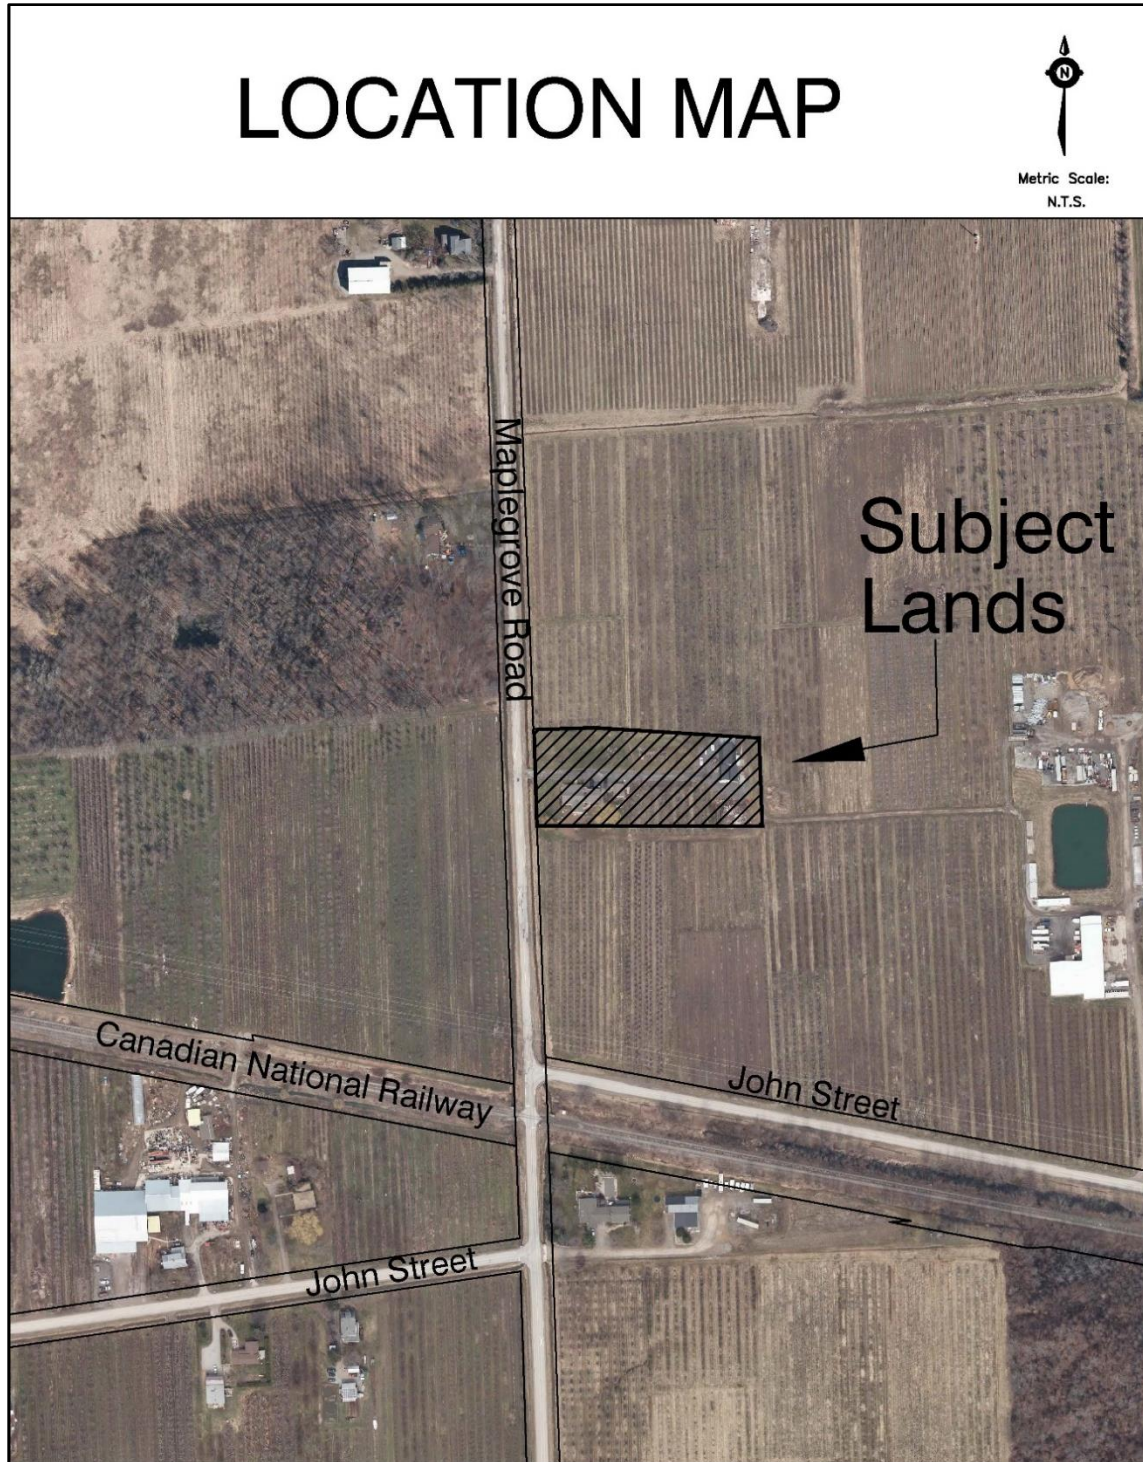 LOCATION MAP
N
Metric Scale:
N.T.S.
Maplegrove Road
Subject
Lands
Canadian National Railway
John Street
John Street